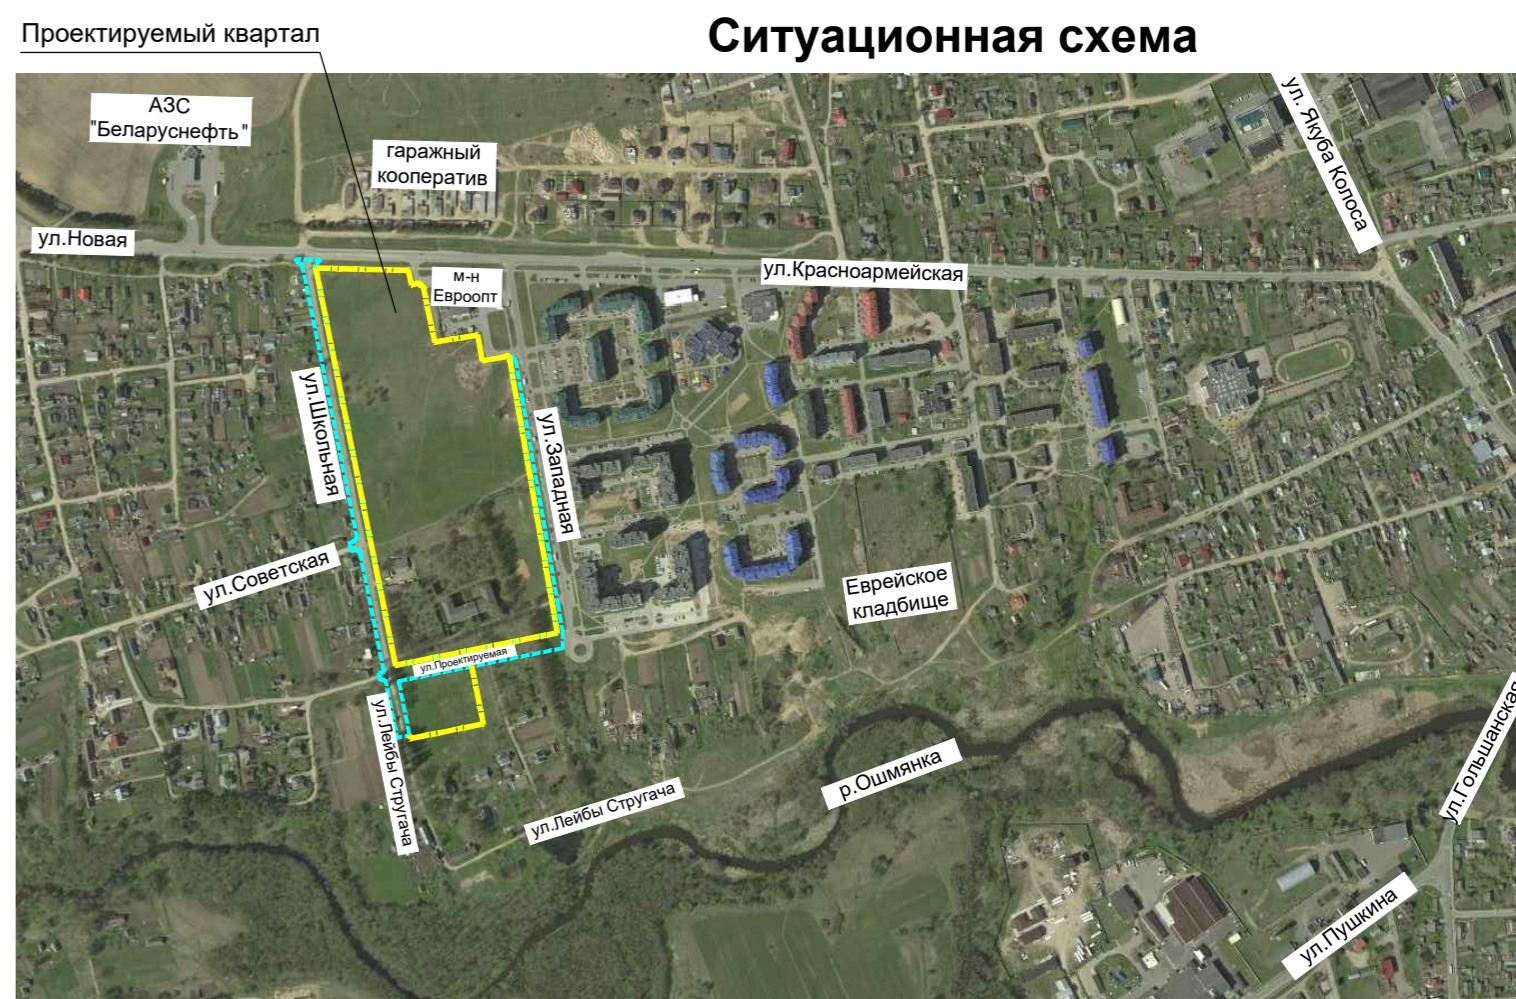 Проектируемый квартал
Ситуационная схема
АЗС
"Беларуснефть"
гаражный
кооператив
ул. Якуба Коласа
ул.Новая
м-н
Евроопт
ул.Красноармейская
ул.Школьная
ул.Западная
ул.Советская
Еврейское
кладбище
ул.Проектируемая
ул.Лейбы Стругача
ул.Лейбы Стругача
р.Ошмянка
ул.Гольшанская
ул.Пушкина